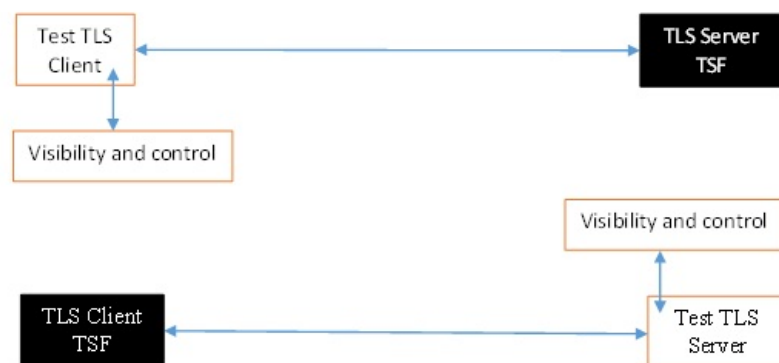 Test TLS
Client
TLS Server
TSF
Visibility and control
Visibility and control
TLS Client
TSF
Test TLS
Server